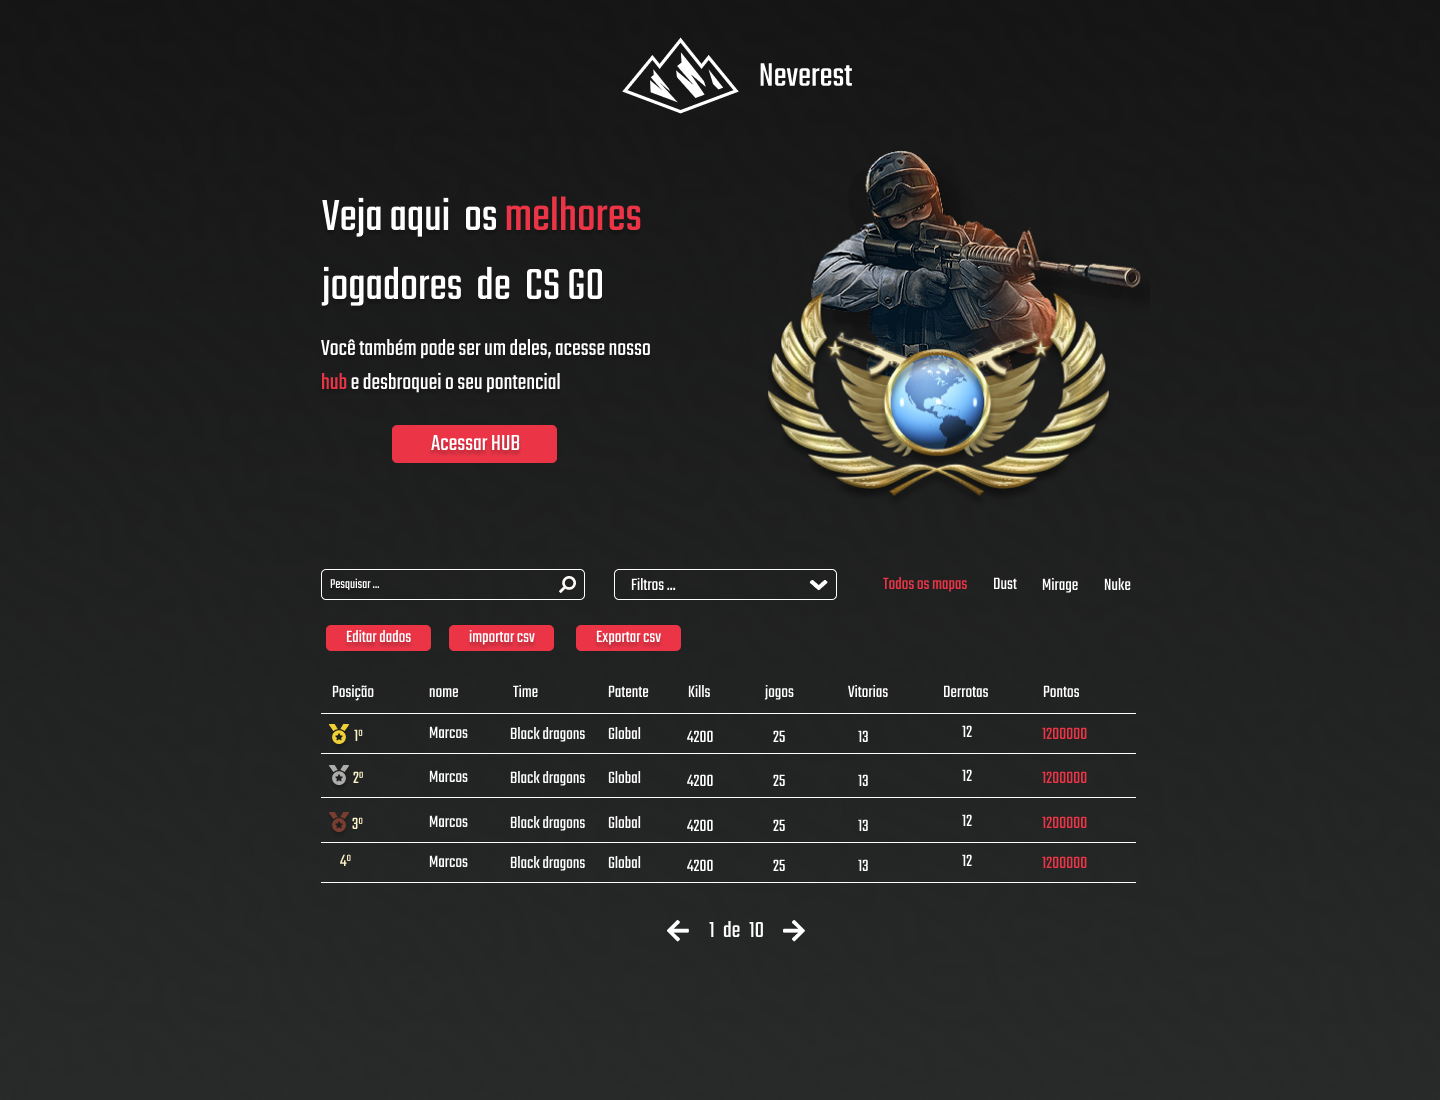 Neverest
Veja aqui os melhores
jogadores de CS GO
Você também pode ser um deles, acesse nosso
hub e desbroquei o seu pontencial
Acessar HUB
Pesquisar ...
Filtros ...
Todos os mapas Dust Mirage Nuke
Editar dados importar csv Exportar csv
Posição nome Time Patente Kills jogos Vitorias Derrotas Pontos
1º Marcos Black dragons Global 4200 25 13 12 1200000
2º Marcos Black dragons Global 4200 25 13 12 1200000
3º Marcos Black dragons Global 4200 25 13 12 1200000
4º Marcos Black dragons Global 4200 25 13 12 1200000
1 de 10